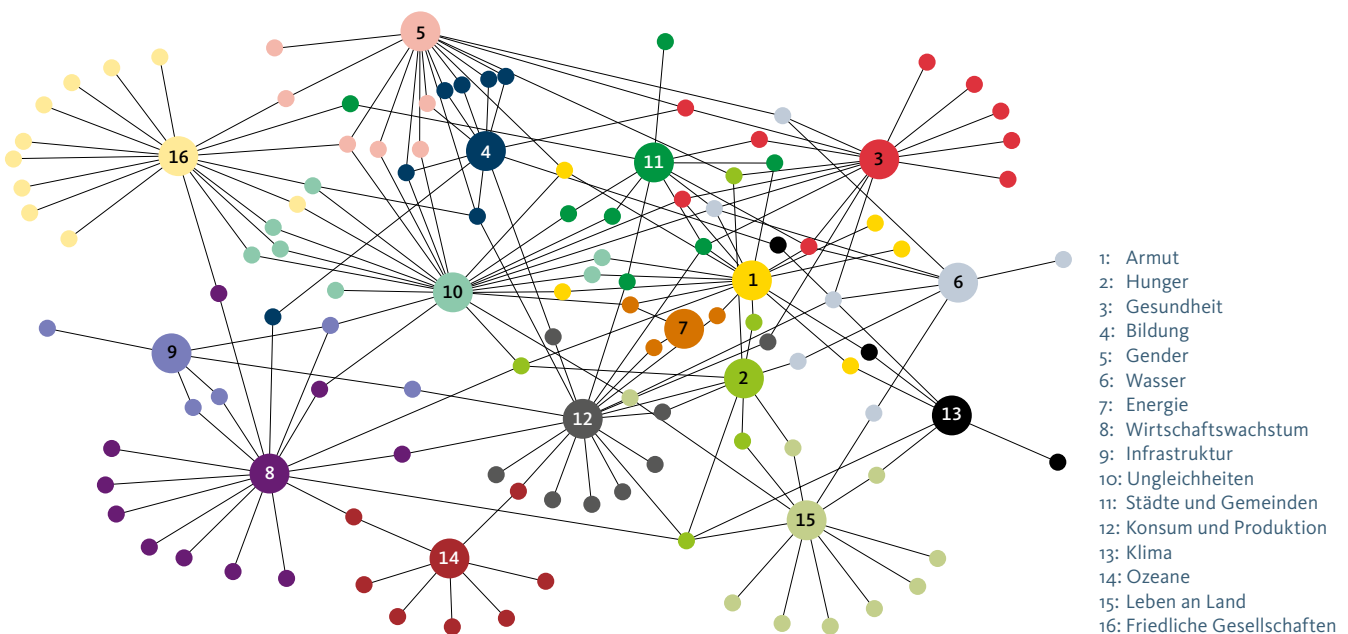 5
16
4
11
3
10
1
6
7
9
2
12
13
8
15
14
1: Armut
2: Hunger
3: Gesundheit
4: Bildung
5: Gender
6: Wasser
7: Energie
8: Wirtschaftswachstum
9: Infrastruktur
10: Ungleichheiten
11: Städte und Gemeinden
12: Konsum und Produktion
13: Klima
14: Ozeane
15: Leben an Land
16: Friedliche Gesellschaften